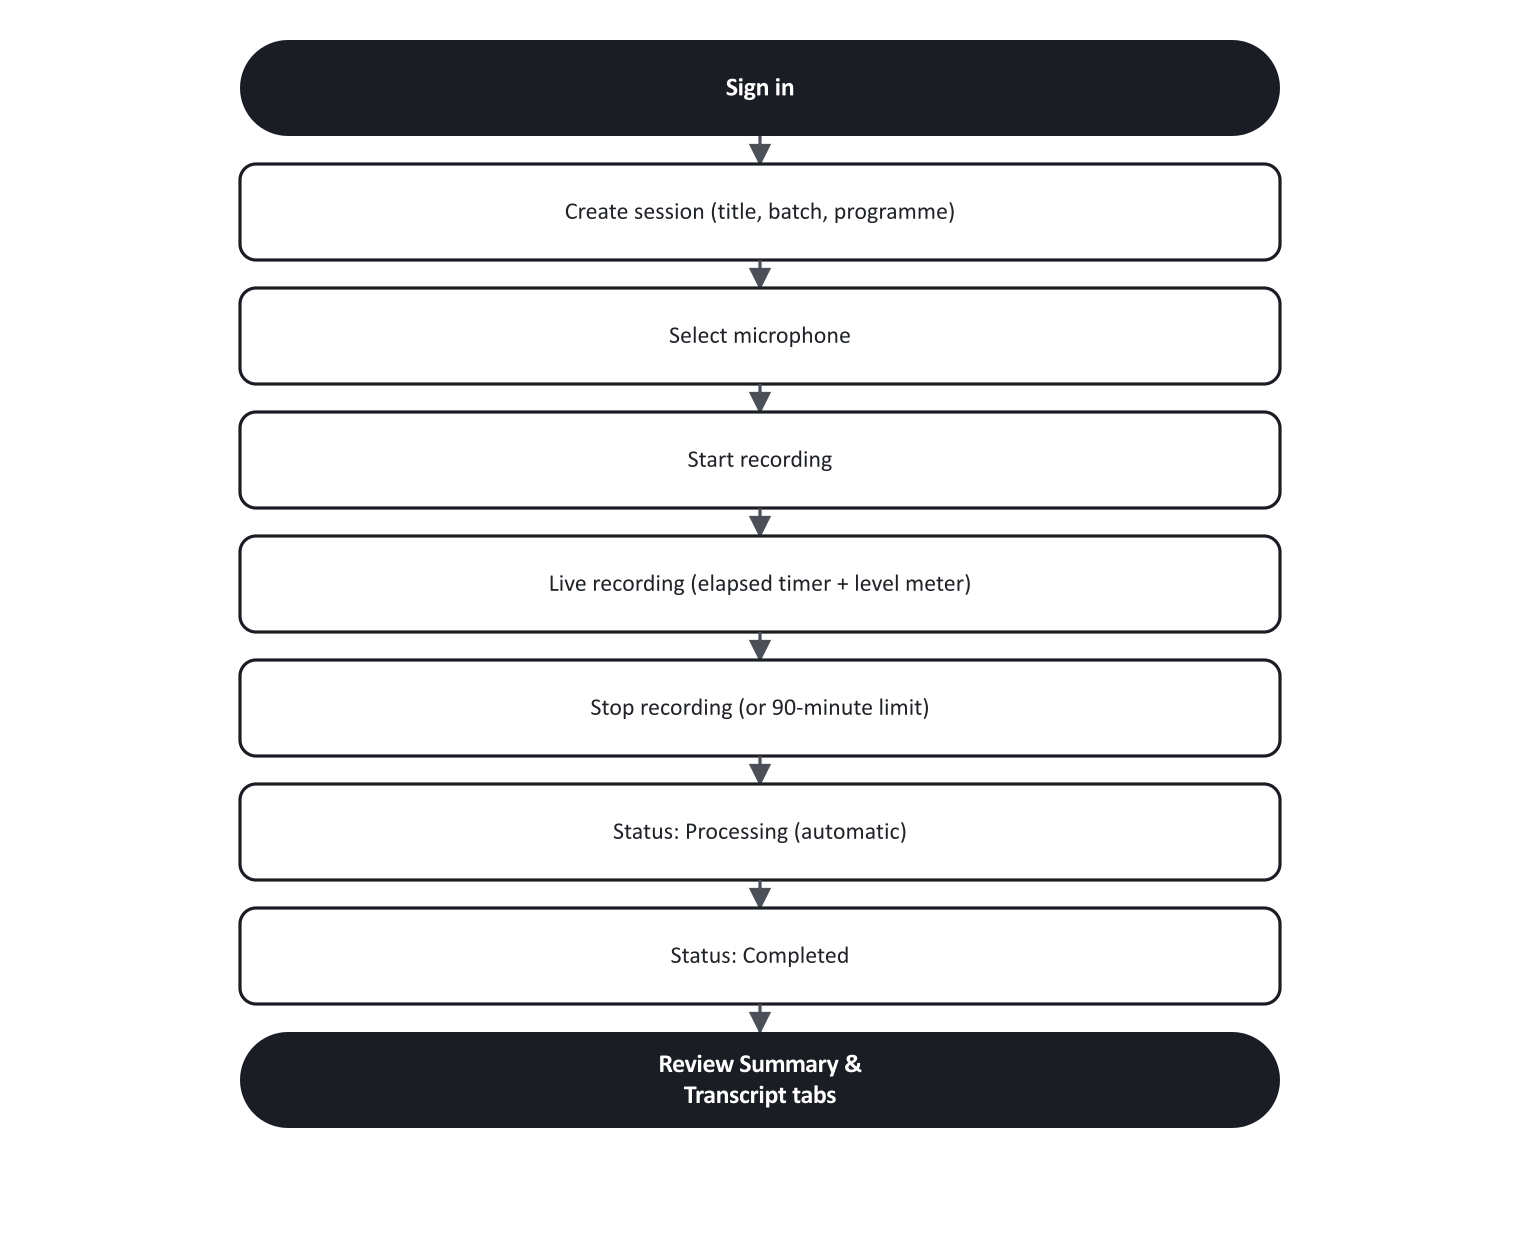 Sign in
Create session (title, batch, programme)
Select microphone
Start recording
Live recording (elapsed timer + level meter)
Stop recording (or 90-minute limit)
Status: Processing (automatic)
Status: Completed
Review Summary &
Transcript tabs